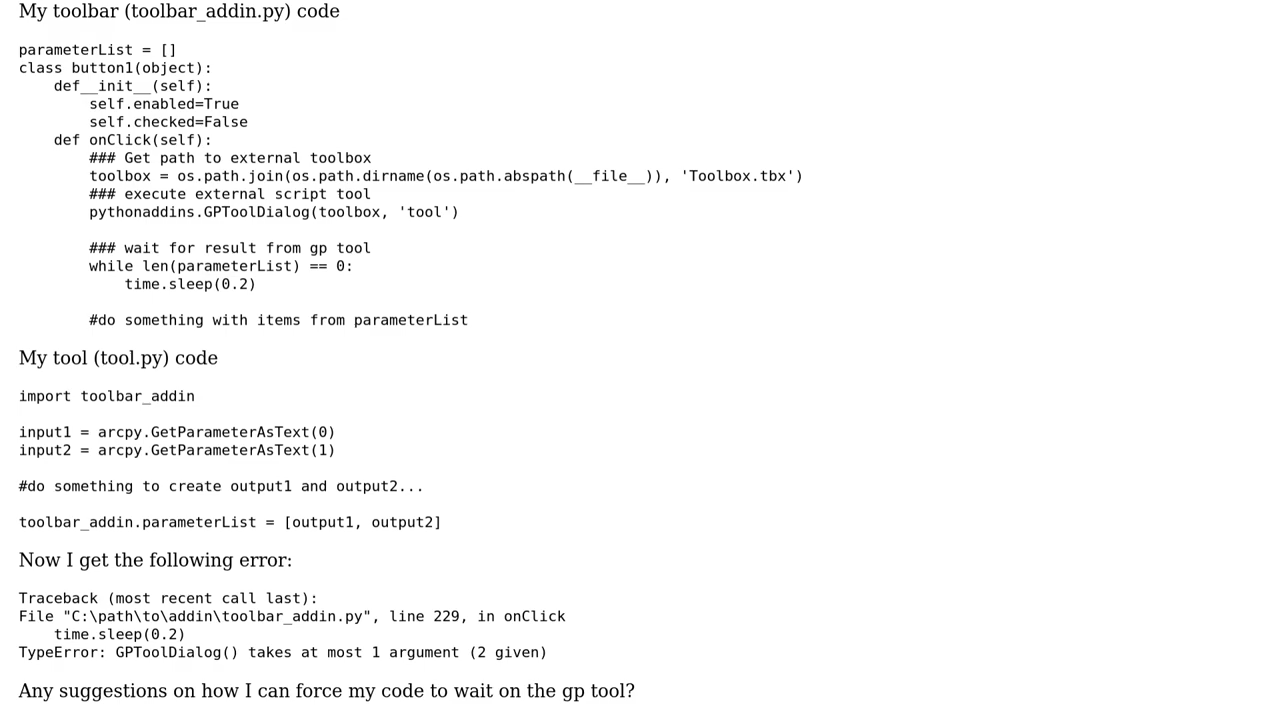 My toolbar (toolbar_addin.py) code
parameterList = []
class button1(object):
    def__init__(self):
        self.enabled=True
        self.checked=False
    def onClick(self):
        ### Get path to external toolbox
        toolbox = os.path.join(os.path.dirname(os.path.abspath(__file__)), 'Toolbox.tbx')
        ### execute external script tool
        pythonaddins.GPToolDialog(toolbox, 'tool')
        ### wait for result from gp tool
        while len(parameterList) == 0:
            time.sleep(0.2)
        #do something with items from parameterList
My tool (tool.py) code
import toolbar_addin
input1 = arcpy.GetParameterAsText(0)
input2 = arcpy.GetParameterAsText(1)
#do something to create output1 and output2...
toolbar_addin.parameterList = [output1, output2]
Now I get the following error:
Traceback (most recent call last):
File "C:\path\to\addin\toolbar_addin.py", line 229, in onClick
    time.sleep(0.2)
TypeError: GPToolDialog() takes at most 1 argument (2 given)
Any suggestions on how I can force my code to wait on the gp tool?